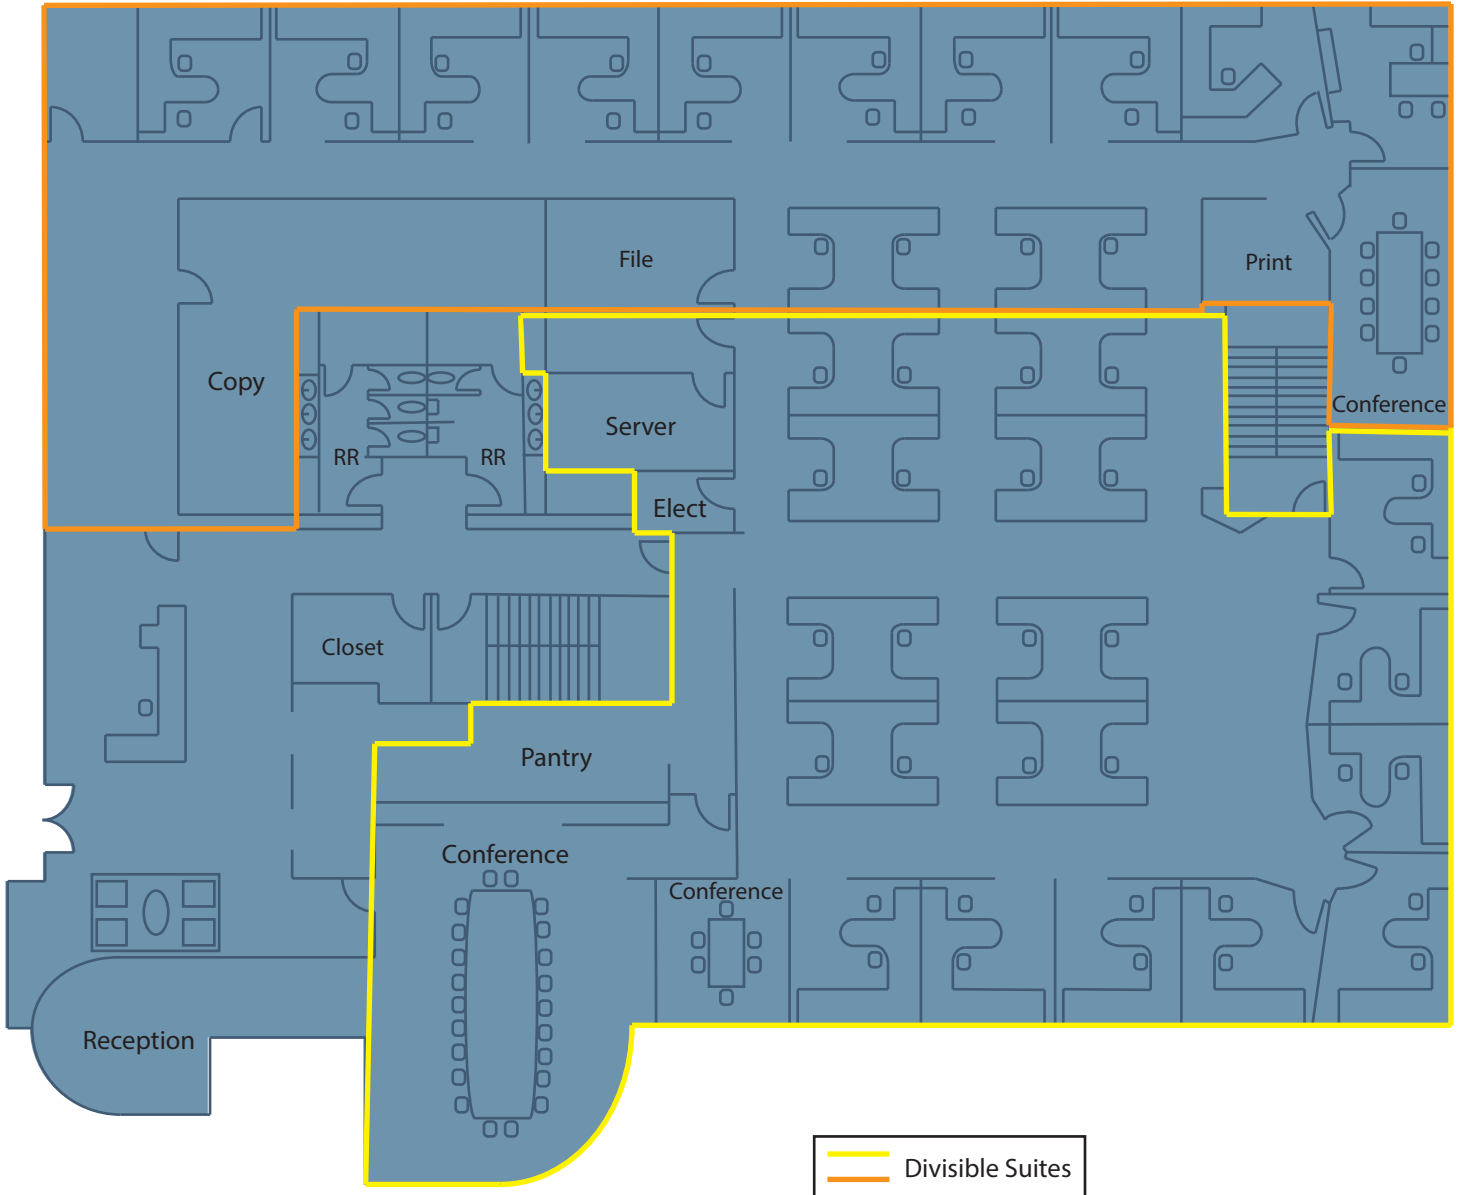 File
Print
Copy
Conference
Server
RR
RR
Elect
Closet
Pantry
Conference
Conference
Reception
Divisible Suites